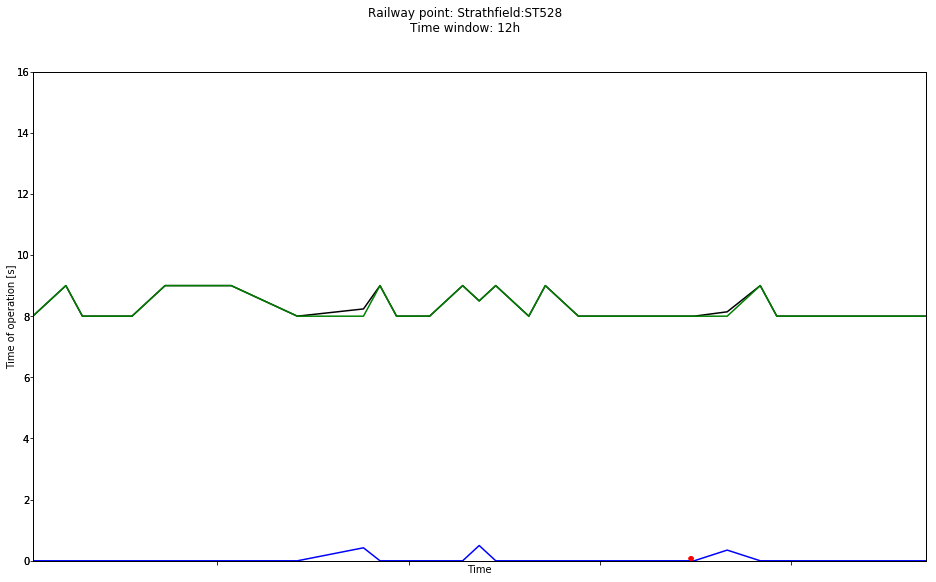 Railway point: Strathfield:ST528
Time window: 12h
16
14
12
10
8
6
4
2
0
Time of operation [s]
Time